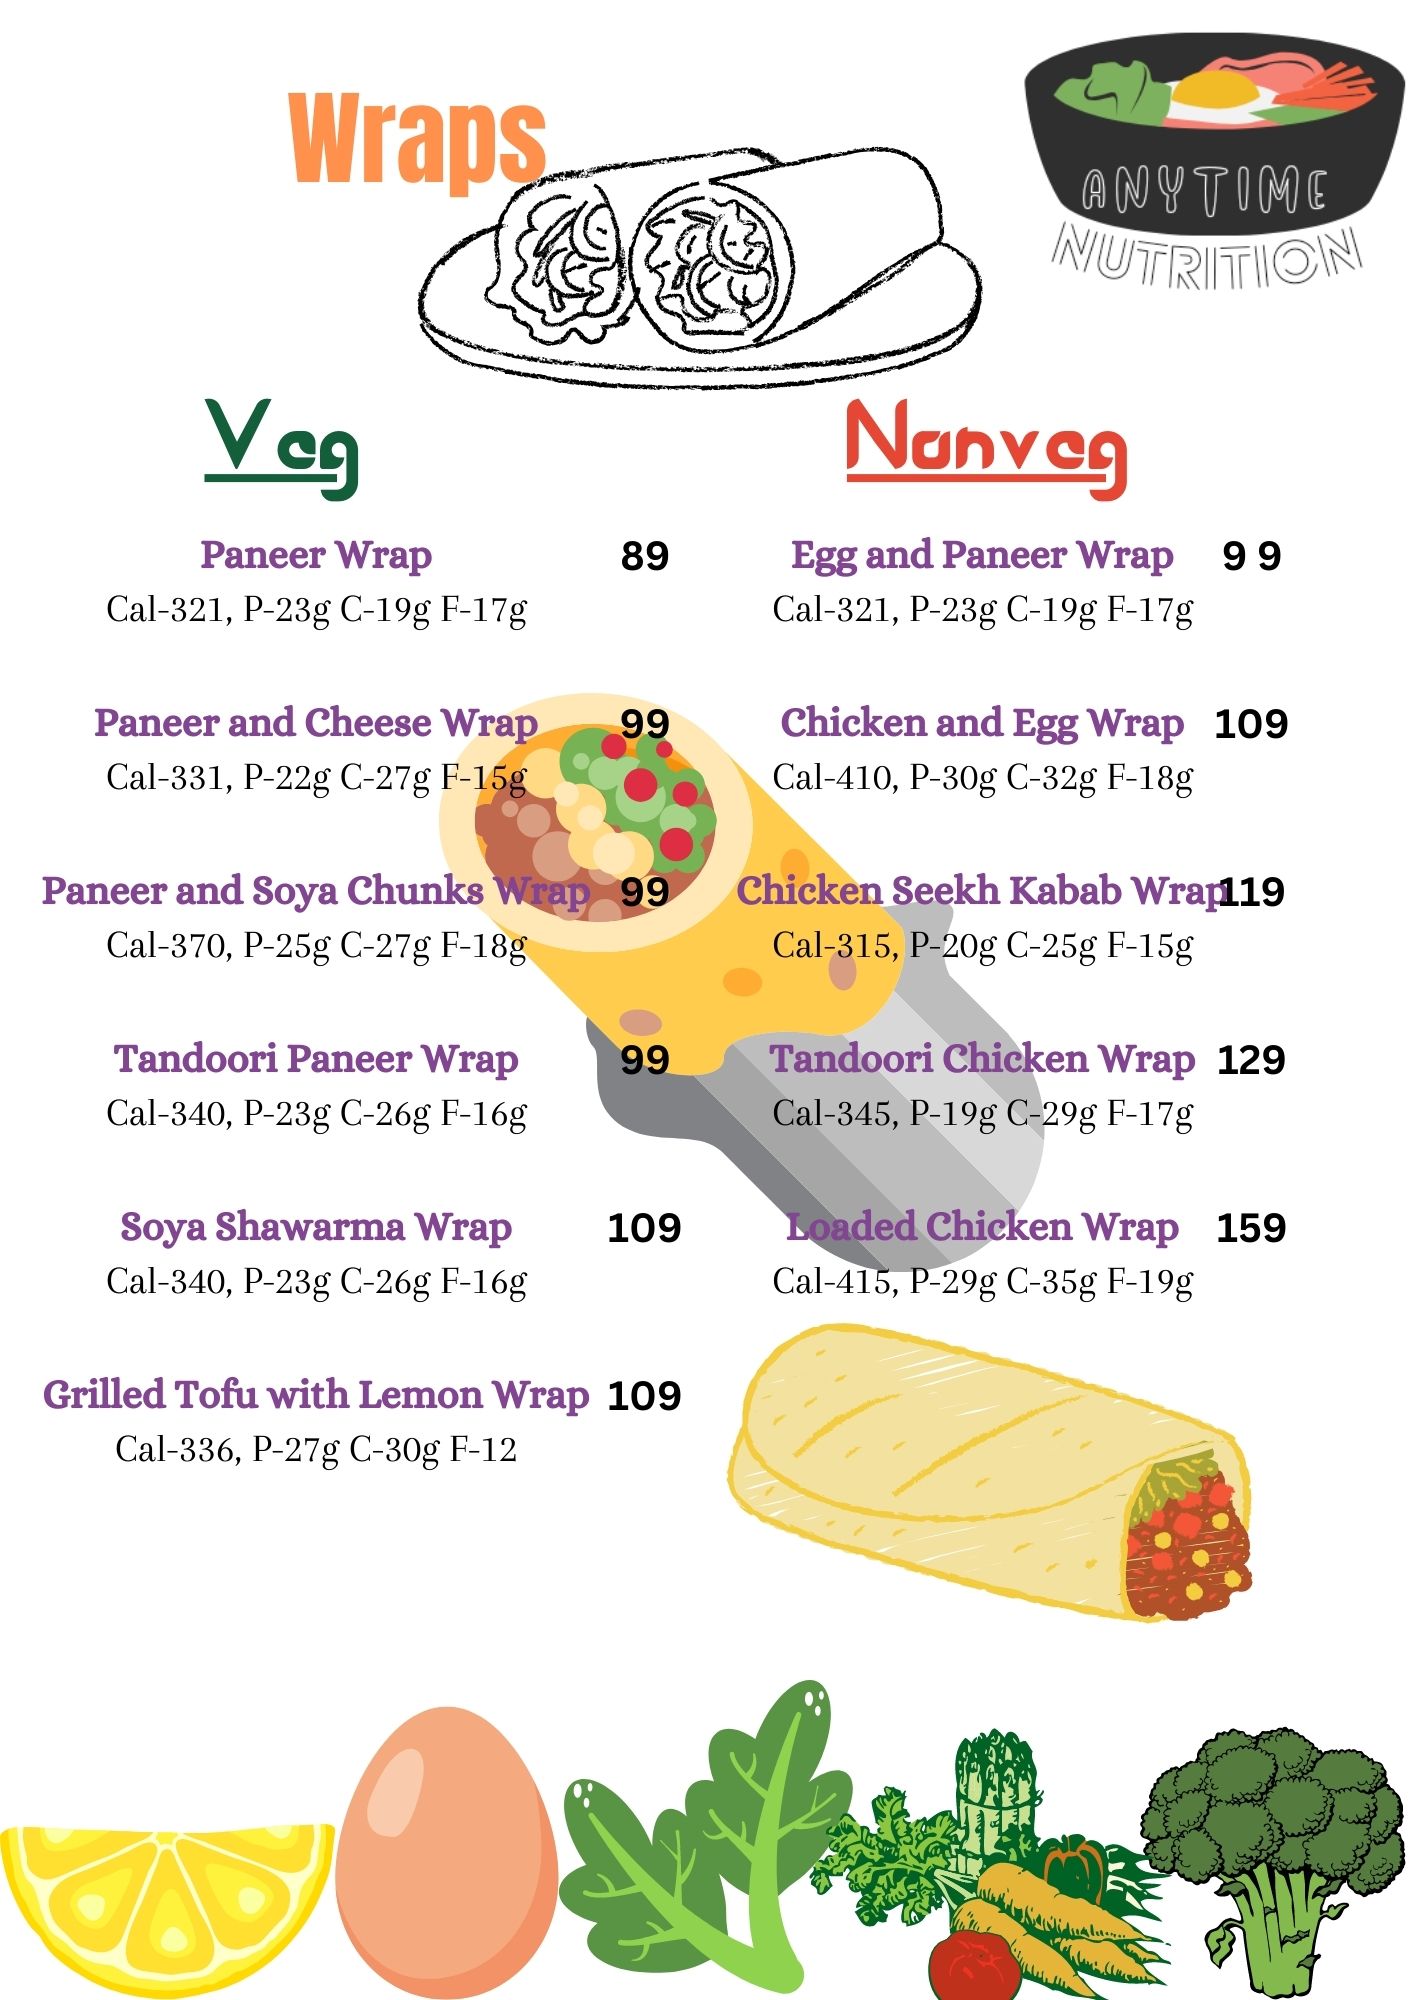 Wraps
ANYTIME
NUTRITION
Veg
Paneer Wrap 89
Cal-321, P-23g C-19g F-17g
Paneer and Cheese Wrap 99
Cal-331, P-22g C-27g F-15g
Paneer and Soya Chunks Wrap 99
Cal-370, P-25g C-27g F-18g
Tandoori Paneer Wrap 99
Cal-340, P-23g C-26g F-16g
Soya Shawarma Wrap 109
Cal-340, P-23g C-26g F-16g
Grilled Tofu with Lemon Wrap 109
Cal-336, P-27g C-30g F-12
Nonveg
Egg and Paneer Wrap 9 9
Cal-321, P-23g C-19g F-17g
Chicken and Egg Wrap 109
Cal-410, P-30g C-32g F-18g
Chicken Seekh Kabab Wrap 119
Cal-315, P-20g C-25g F-15g
Tandoori Chicken Wrap 129
Cal-345, P-19g C-29g F-17g
Loaded Chicken Wrap 159
Cal-415, P-29g C-35g F-19g